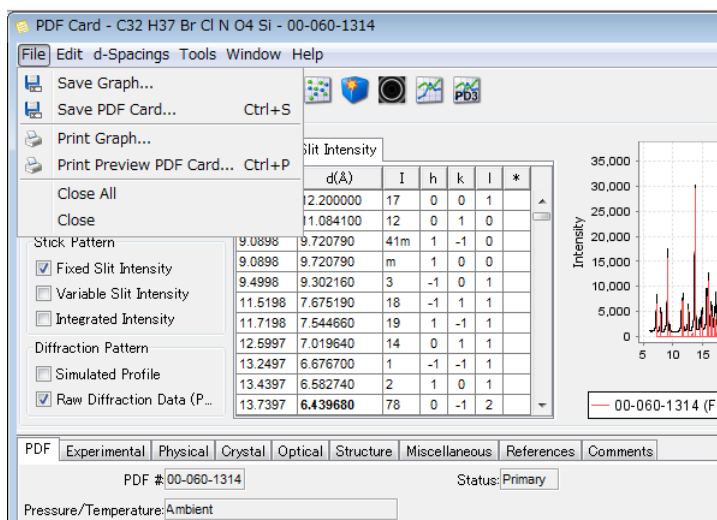 PDF Card - C32 H37 Br Cl N O4 Si - 00-060-1314
File Edit d-Spacings Tools Window Help
Save Graph...
Save PDF Card... Ctrl+S
Print Graph...
Print Preview PDF Card... Ctrl+P
Close All
Close
PD3
Slit Intensity
d(Å) I h k l *
12.200000 17 0 0 1
11.084100 12 0 1 0
9.0898 9.720790 41m 1 -1 0
9.0898 9.720790 m 1 0 0
9.4998 9.302160 3 -1 0 1
11.5198 7.675190 18 -1 1 1
11.7198 7.544660 19 1 -1 1
12.5997 7.019640 14 0 1 1
13.2497 6.676700 1 -1 -1 1
13.4397 6.582740 2 1 0 1
13.7397 6.439680 78 0 -1 2
Stick Pattern
Fixed Slit Intensity
Variable Slit Intensity
Integrated Intensity
Diffraction Pattern
Simulated Profile
Raw Diffraction Data (P...
Intensity
35,000
30,000
25,000
20,000
15,000
10,000
5,000
0
5 10 15
00-060-1314 (F
PDF Experimental Physical Crystal Optical Structure Miscellaneous References Comments
PDF #: 00-060-1314 Status: Primary
Pressure/Temperature: Ambient